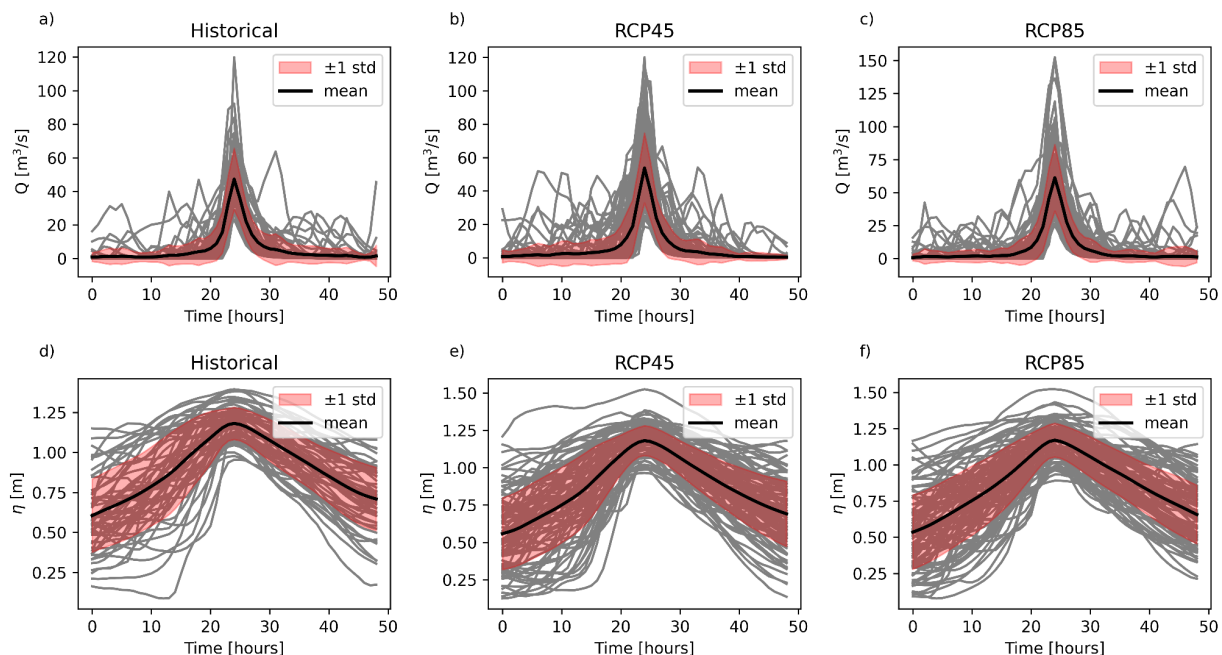 a)
Historical
120
100
80
60
40
20
0
Q [m³/s]
0 10 20 30 40 50
Time [hours]
±1 std
mean
b)
RCP45
120
100
80
60
40
20
0
Q [m³/s]
0 10 20 30 40 50
Time [hours]
±1 std
mean
c)
RCP85
150
125
100
75
50
25
0
Q [m³/s]
0 10 20 30 40 50
Time [hours]
±1 std
mean
d)
Historical
1.25
1.00
0.75
0.50
0.25
η [m]
0 10 20 30 40 50
Time [hours]
±1 std
mean
e)
RCP45
1.50
1.25
1.00
0.75
0.50
0.25
η [m]
0 10 20 30 40 50
Time [hours]
±1 std
mean
f)
RCP85
1.50
1.25
1.00
0.75
0.50
0.25
η [m]
0 10 20 30 40 50
Time [hours]
±1 std
mean